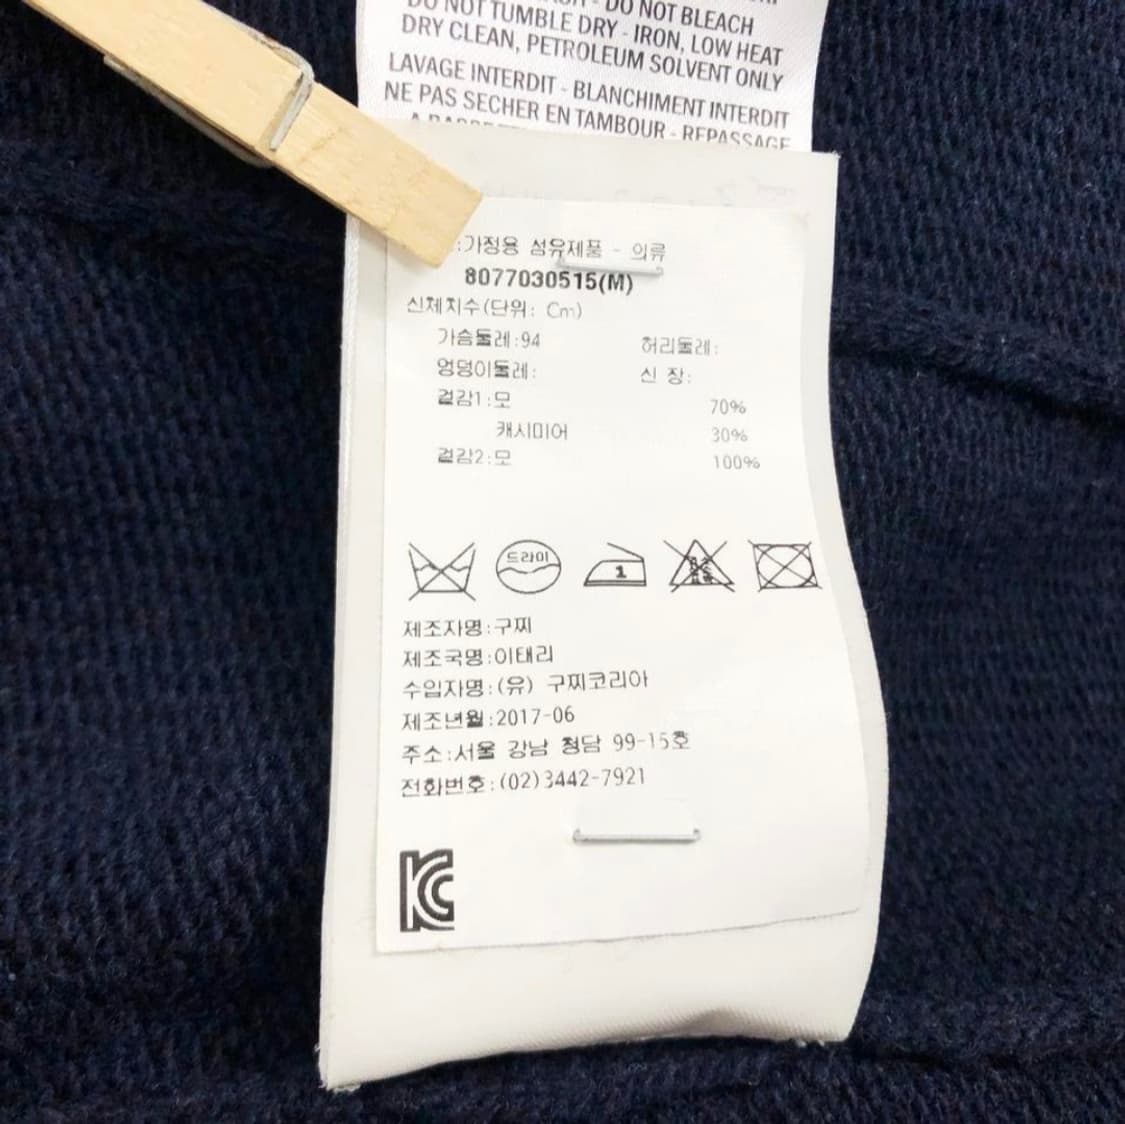 DO NOT BLEACH
DO NOT TUMBLE DRY - IRON, LOW HEAT
DRY CLEAN, PETROLEUM SOLVENT ONLY
LAVAGE INTERDIT - BLANCHIMENT INTERDIT
NE PAS SECHER EN TAMBOUR - REPASSAGE
:가정용 섬유제품 - 의류
8077030515(M)
신체치수(단위: Cm)
가슴둘레:94 허리둘레:
엉덩이둘레: 신 장:
겉감1:모 70%
캐시미어 30%
겉감2:모 100%
드라이
1
제조자명:구찌
제조국명:이태리
수입자명:(유) 구찌코리아
제조년월:2017-06
주소:서울 강남 청담 99-15호
전화번호:(02)3442-7921
KC